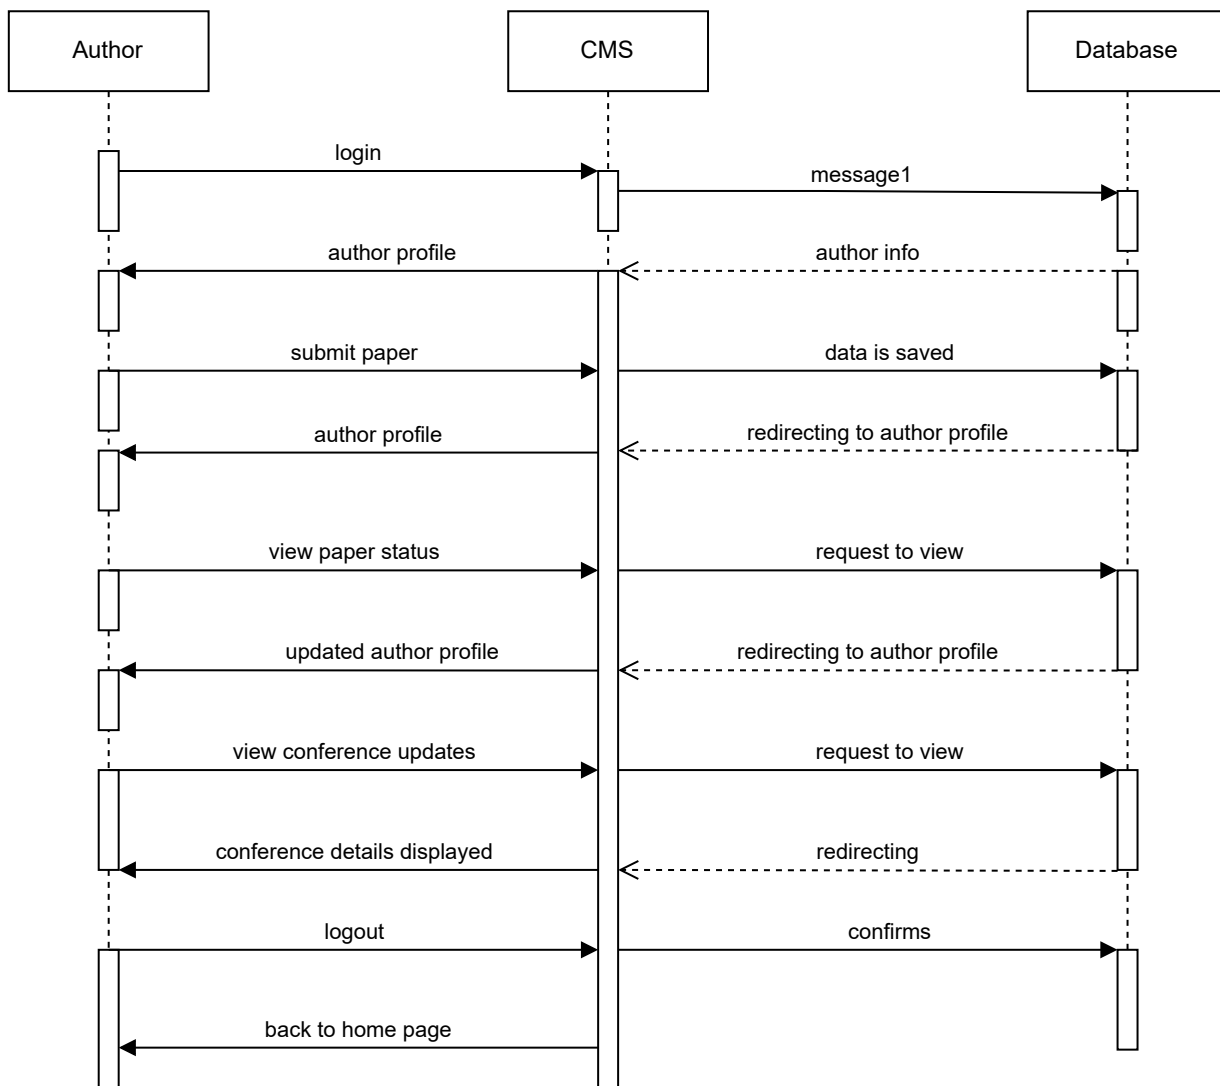 Author
CMS
Database
login
message1
author profile
author info
submit paper
data is saved
author profile
redirecting to author profile
view paper status
request to view
updated author profile
redirecting to author profile
view conference updates
request to view
conference details displayed
redirecting
logout
confirms
back to home page